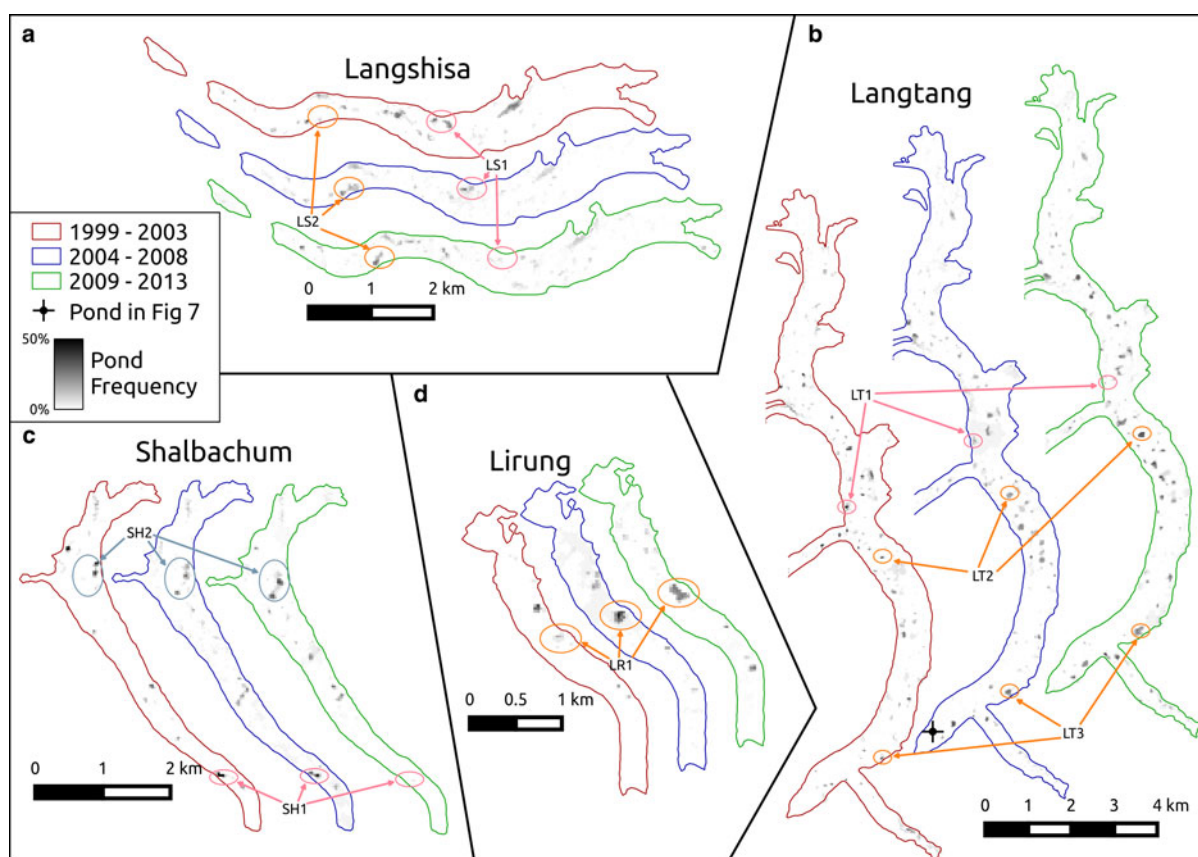 a
Langshisa
LS1
LS2
0 1 2 km
1999 - 2003
2004 - 2008
2009 - 2013
Pond in Fig 7
50%
0%
Pond
Frequency
b
Langtang
LT1
LT2
LT3
0 1 2 3 4 km
c
Shalbachum
SH2
SH1
0 1 2 km
d
Lirung
LR1
0 0.5 1 km